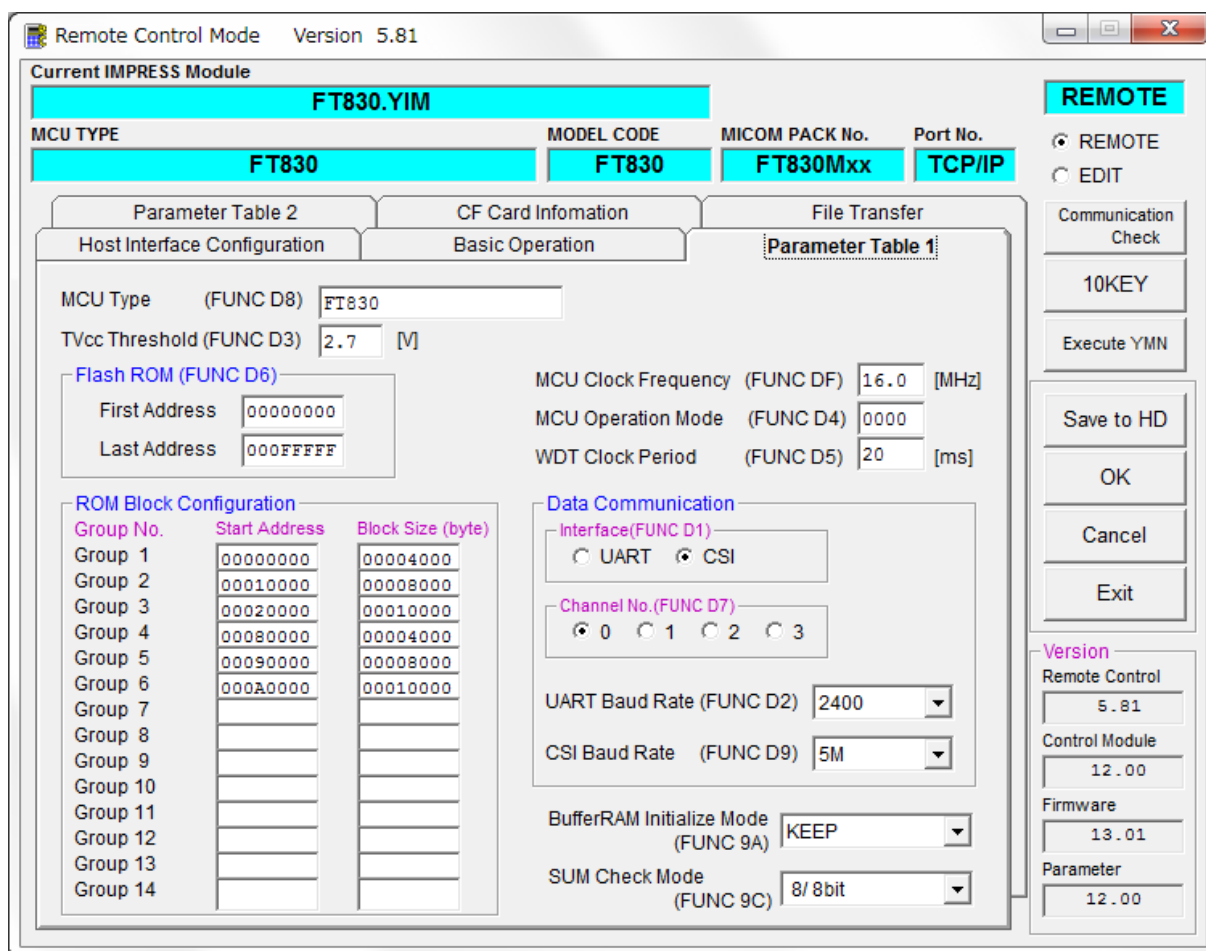 Remote Control Mode Version 5.81
Current IMPRESS Module
FT830.YIM
MCU TYPE MODEL CODE MICOM PACK No. Port No.
FT830 FT830 FT830Mxx TCP/IP
REMOTE
REMOTE
EDIT
Parameter Table 2 CF Card Infomation File Transfer
Host Interface Configuration Basic Operation Parameter Table 1
MCU Type (FUNC D8) FT830
TVcc Threshold (FUNC D3) 2.7 [V]
Flash ROM (FUNC D6)
First Address 00000000
Last Address 000FFFFF
MCU Clock Frequency (FUNC DF) 16.0 [MHz]
MCU Operation Mode (FUNC D4) 0000
WDT Clock Period (FUNC D5) 20 [ms]
ROM Block Configuration
Group No. Start Address Block Size (byte)
Group 1 00000000 00004000
Group 2 00010000 00008000
Group 3 00020000 00010000
Group 4 00080000 00004000
Group 5 00090000 00008000
Group 6 000A0000 00010000
Group 7
Group 8
Group 9
Group 10
Group 11
Group 12
Group 13
Group 14
Data Communication
Interface(FUNC D1)
UART CSI
Channel No.(FUNC D7)
0 1 2 3
UART Baud Rate (FUNC D2) 2400
CSI Baud Rate (FUNC D9) 5M
BufferRAM Initialize Mode
(FUNC 9A) KEEP
SUM Check Mode
(FUNC 9C) 8/ 8bit
Communication
Check
10KEY
Execute YMN
Save to HD
OK
Cancel
Exit
Version
Remote Control
5.81
Control Module
12.00
Firmware
13.01
Parameter
12.00